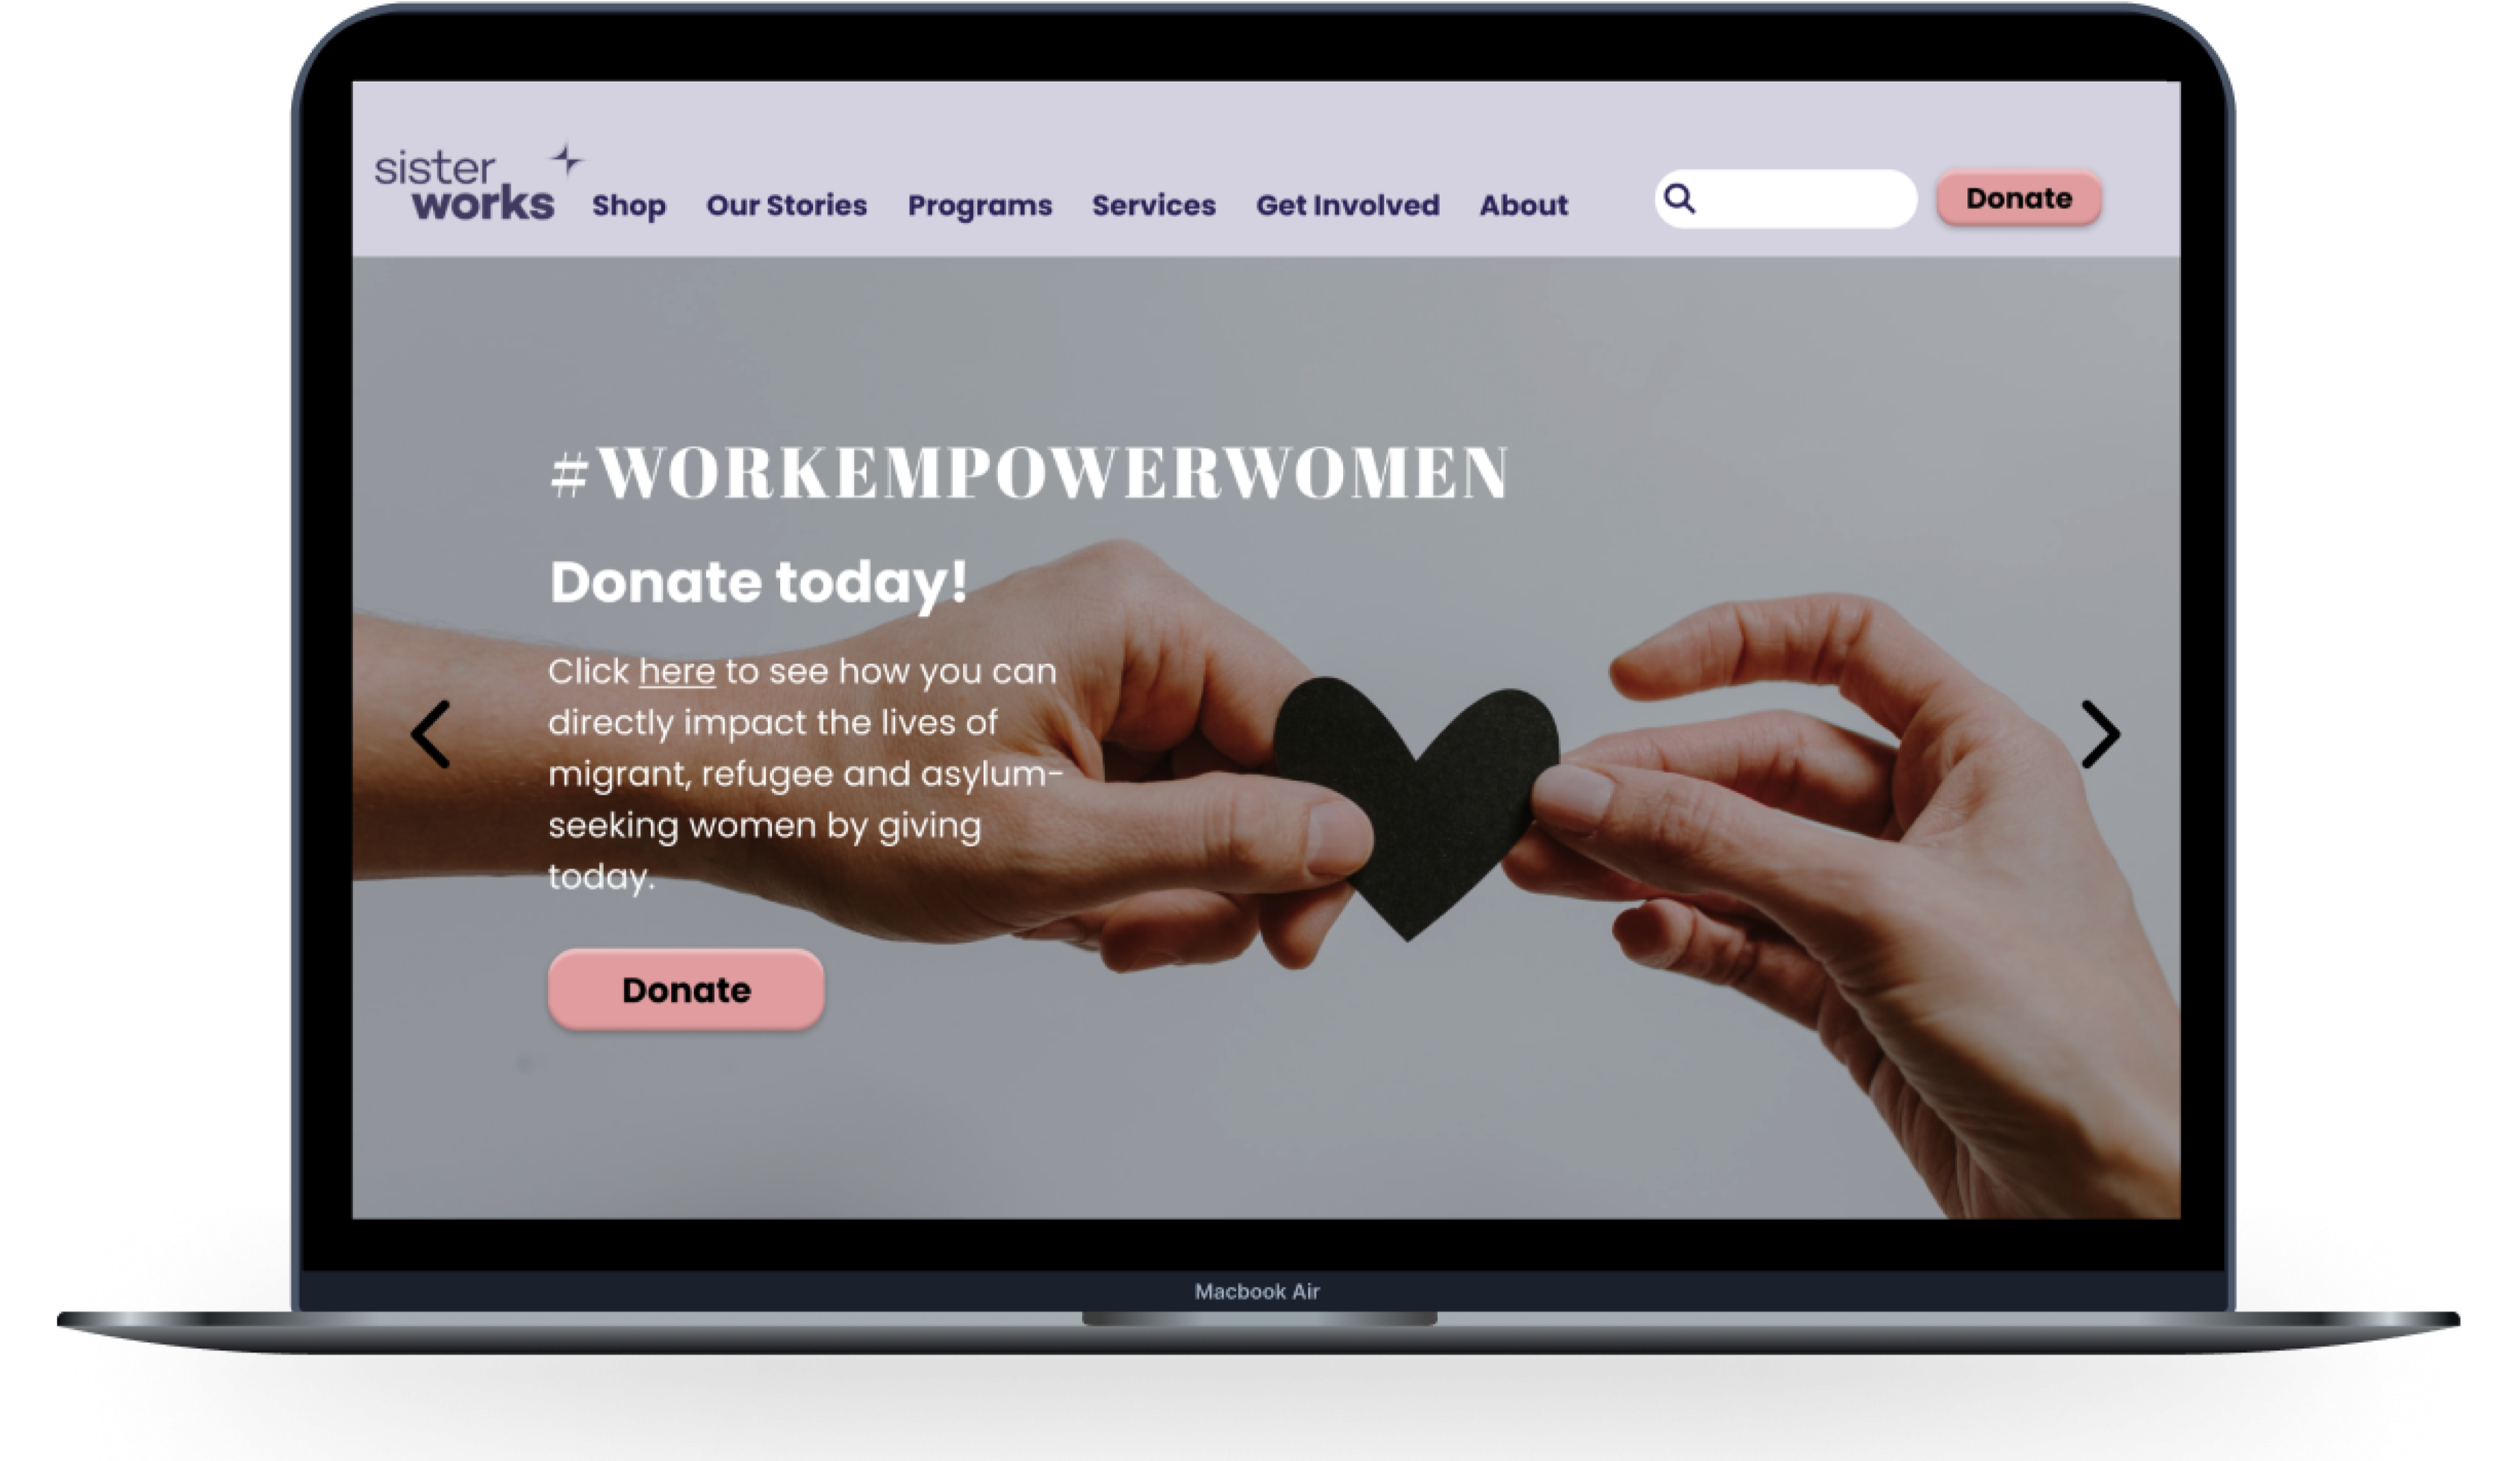 sister
works
Shop Our Stories Programs Services Get Involved About Donate
#WORKEMPOWERWOMEN
Donate today!
Click here to see how you can
directly impact the lives of
migrant, refugee and asylum-
seeking women by giving
today.
Donate
Macbook Air